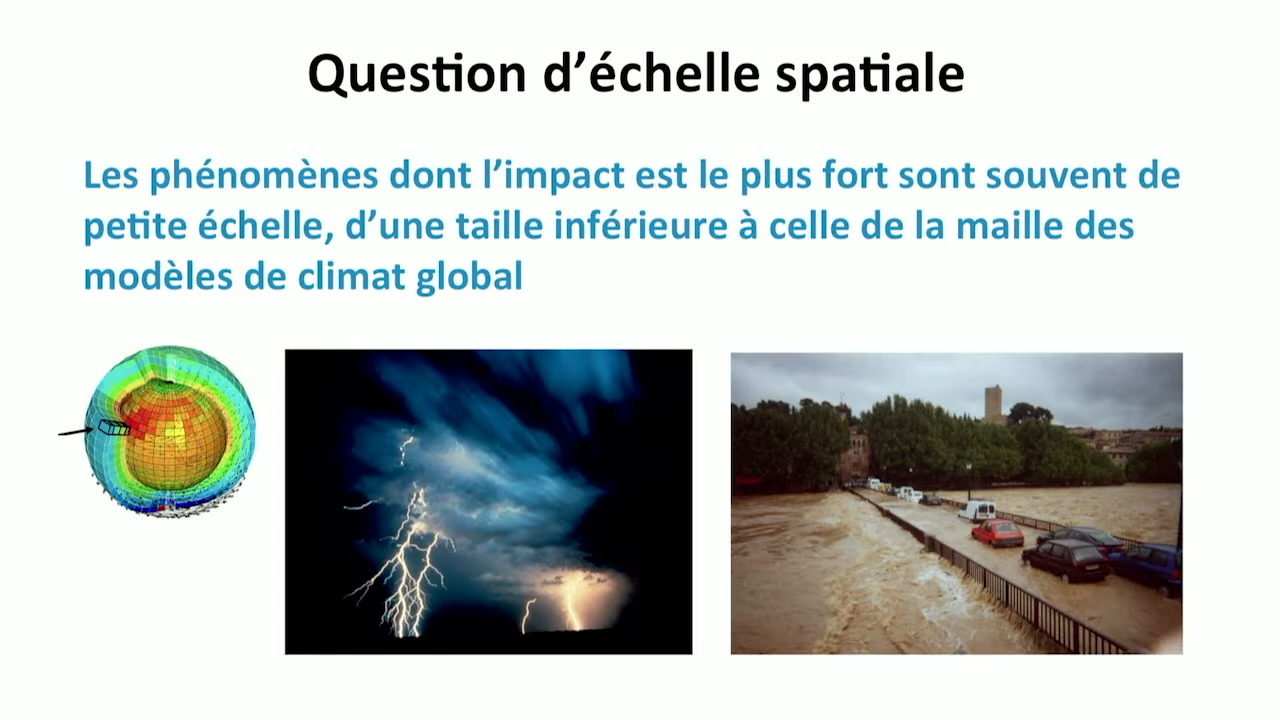 Question d’échelle spatiale
Les phénomènes dont l’impact est le plus fort sont souvent de
petite échelle, d’une taille inférieure à celle de la maille des
modèles de climat global